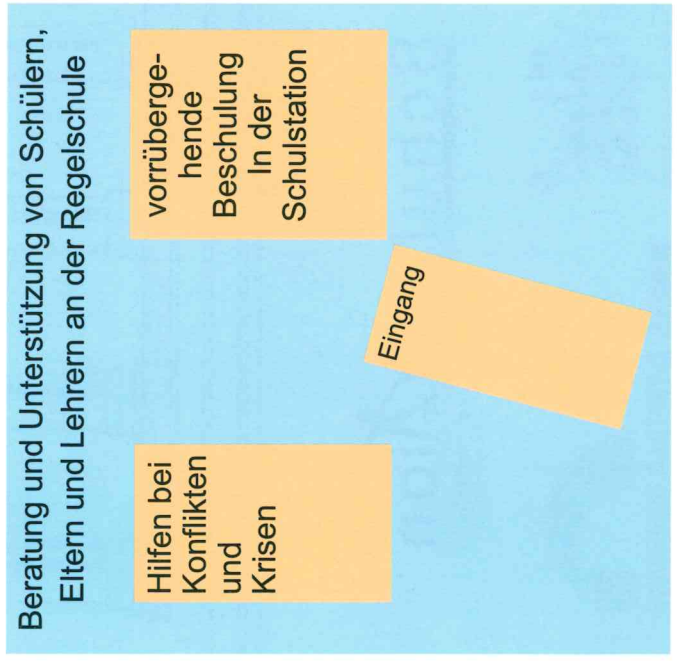 Beratung und Unterstützung von Schülern,
Eltern und Lehrern an der Regelschule
Hilfen bei
Konflikten
und
Krisen
vorrüberge-
hende
Beschulung
In der
Schulstation
Eingang